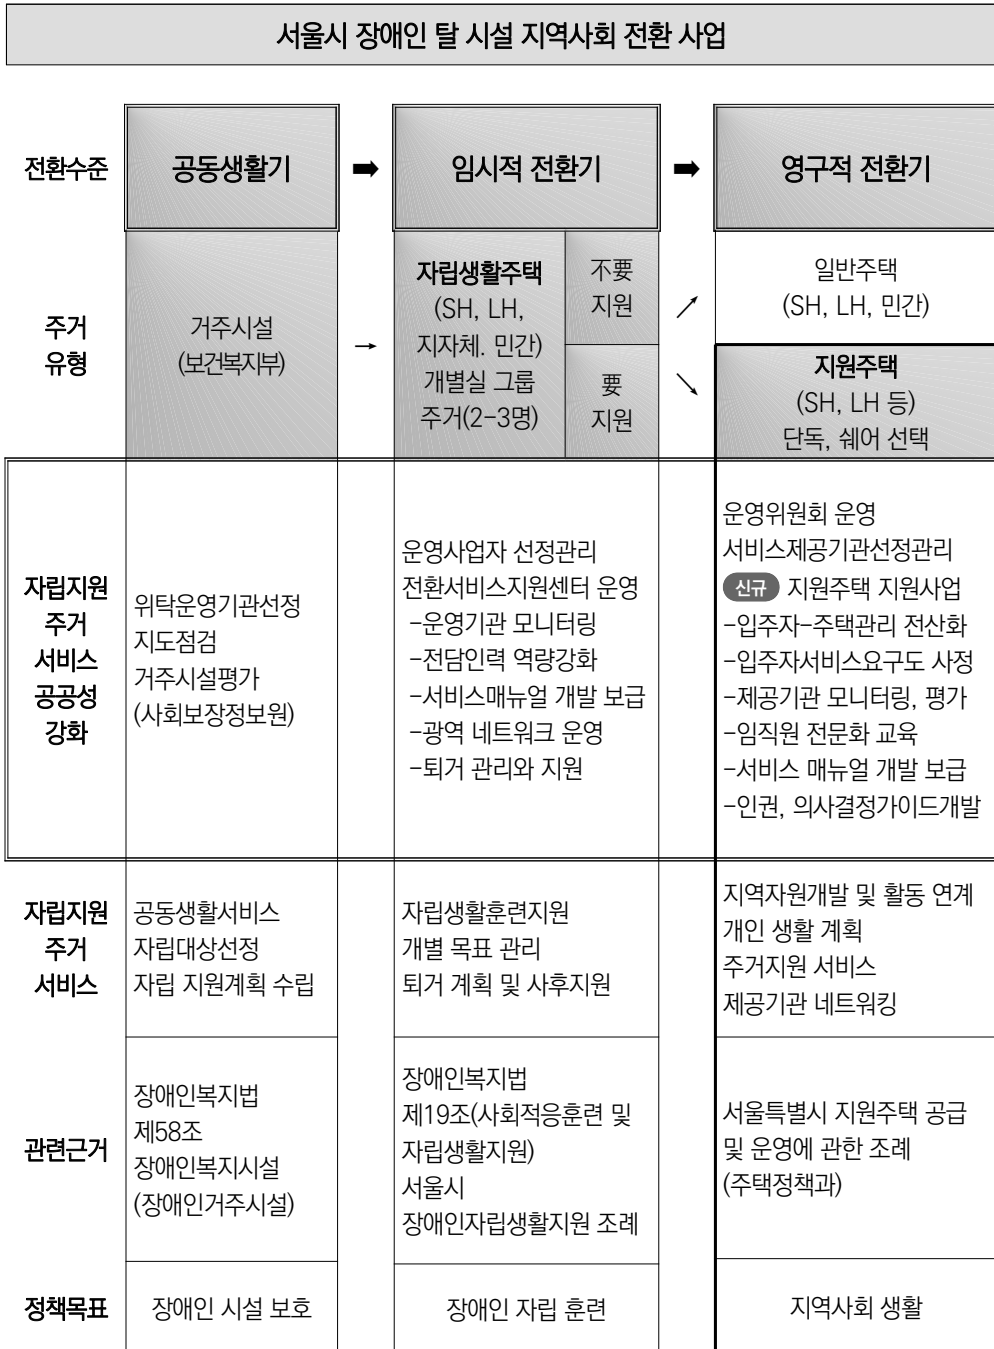 서울시 장애인 탈 시설 지역사회 전환 사업
전환수준
공동생활기
➡
임시적 전환기
➡
영구적 전환기
주거
유형
거주시설
(보건복지부)
→
자립생활주택
(SH, LH,
지자체. 민간)
개별실 그룹
주거(2-3명)
不要
지원
要
지원
↗
↘
일반주택
(SH, LH, 민간)
지원주택
(SH, LH 등)
단독, 쉐어 선택
자립지원
주거
서비스
공공성
강화
위탁운영기관선정
지도점검
거주시설평가
(사회보장정보원)
운영사업자 선정관리
전환서비스지원센터 운영
-운영기관 모니터링
-전담인력 역량강화
-서비스매뉴얼 개발 보급
-광역 네트워크 운영
-퇴거 관리와 지원
운영위원회 운영
서비스제공기관선정관리
신규 지원주택 지원사업
-입주자-주택관리 전산화
-입주자서비스요구도 사정
-제공기관 모니터링, 평가
-임직원 전문화 교육
-서비스 매뉴얼 개발 보급
-인권, 의사결정가이드개발
자립지원
주거
서비스
공동생활서비스
자립대상선정
자립 지원계획 수립
자립생활훈련지원
개별 목표 관리
퇴거 계획 및 사후지원
지역자원개발 및 활동 연계
개인 생활 계획
주거지원 서비스
제공기관 네트워킹
관련근거
장애인복지법
제58조
장애인복지시설
(장애인거주시설)
장애인복지법
제19조(사회적응훈련 및
자립생활지원)
서울시
장애인자립생활지원 조례
서울특별시 지원주택 공급
및 운영에 관한 조례
(주택정책과)
정책목표
장애인 시설 보호
장애인 자립 훈련
지역사회 생활